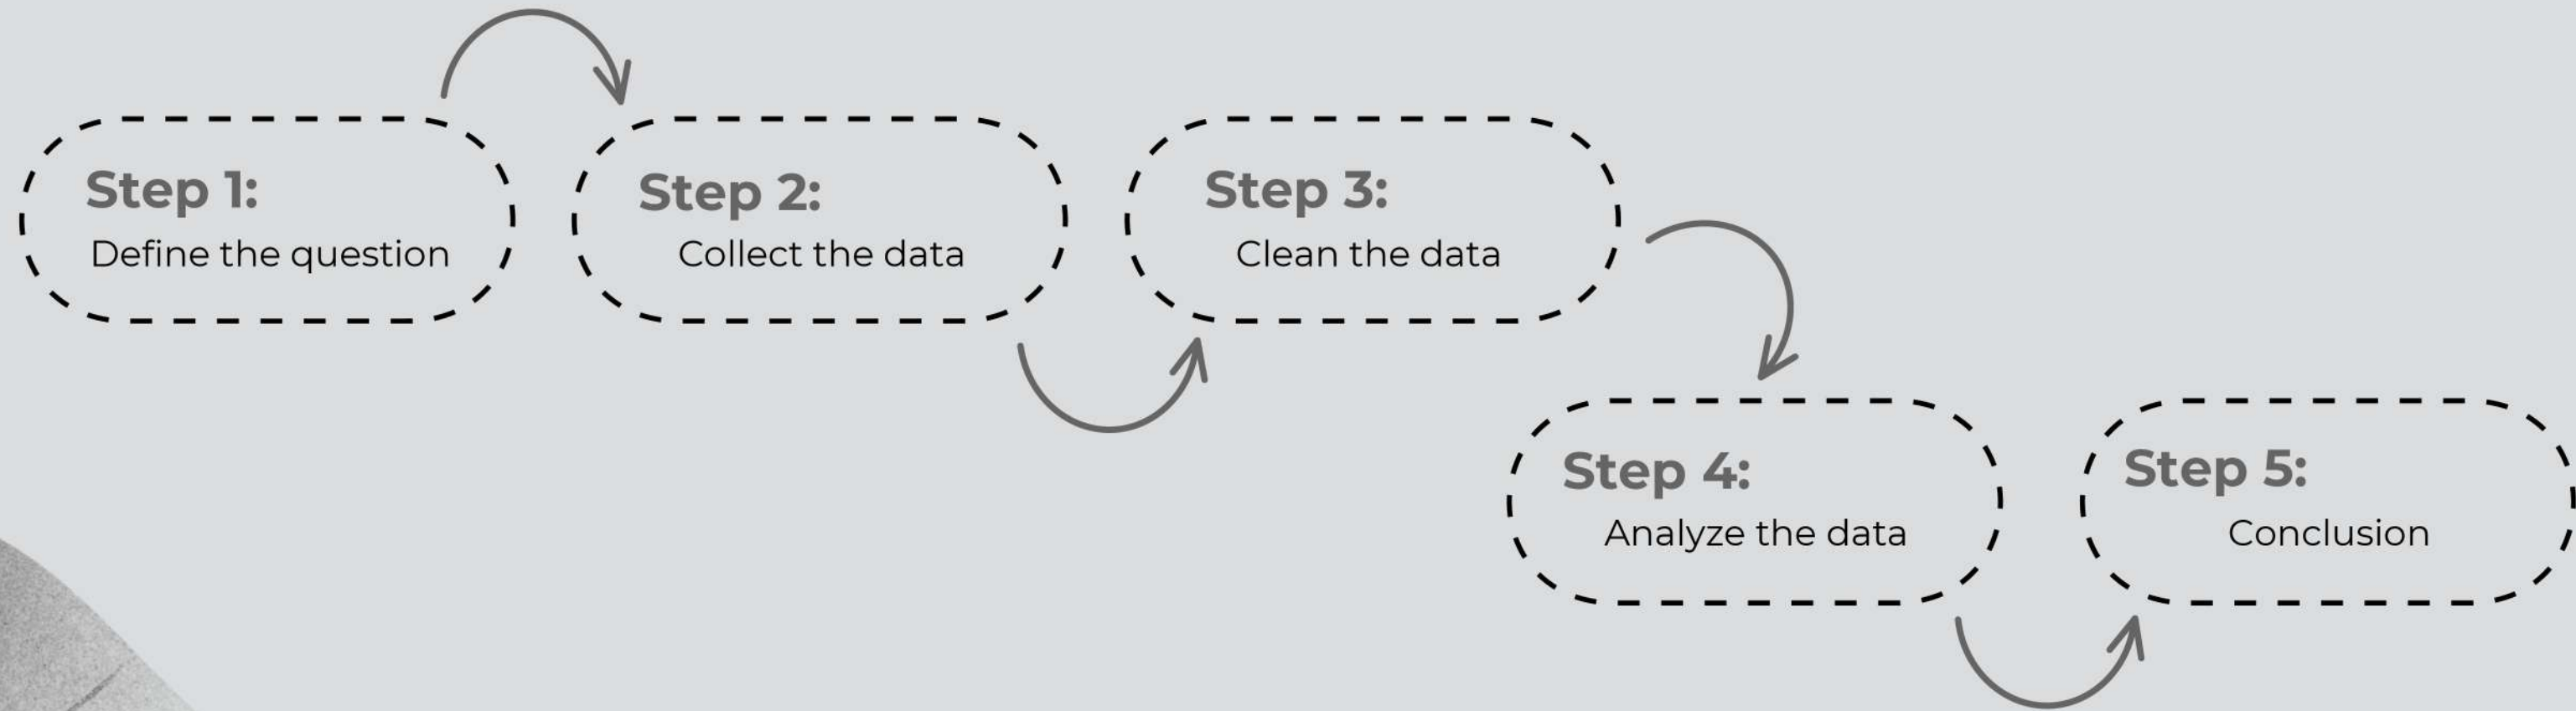 Step 1:
Define the question
Step 2:
Collect the data
Step 3:
Clean the data
Step 4:
Analyze the data
Step 5:
Conclusion